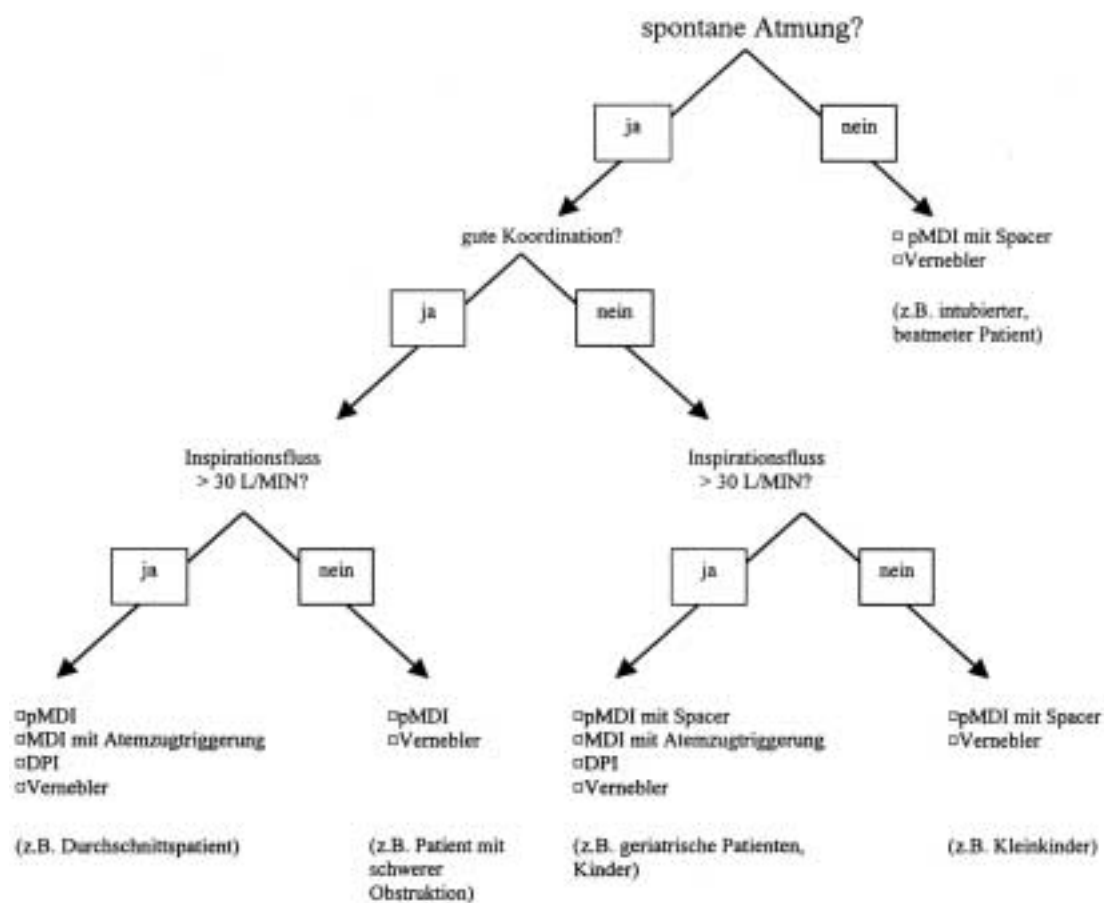 spontane Atmung?
ja
nein
gute Koordination?
▫ pMDI mit Spacer
▫Vernebler
(z.B. intubierter,
beatmeter Patient)
ja
nein
Inspirationsfluss
> 30 L/MIN?
Inspirationsfluss
> 30 L/MIN?
ja
nein
ja
nein
▫pMDI
▫MDI mit Atemzugtriggerung
▫DPI
▫Vernebler
(z.B. Durchschnittspatient)
▫pMDI
▫Vernebler
(z.B. Patient mit
schwerer
Obstruktion)
▫pMDI mit Spacer
▫MDI mit Atemzugtriggerung
▫DPI
▫Vernebler
(z.B. geriatrische Patienten,
Kinder)
▫pMDI mit Spacer
▫Vernebler
(z.B. Kleinkinder)